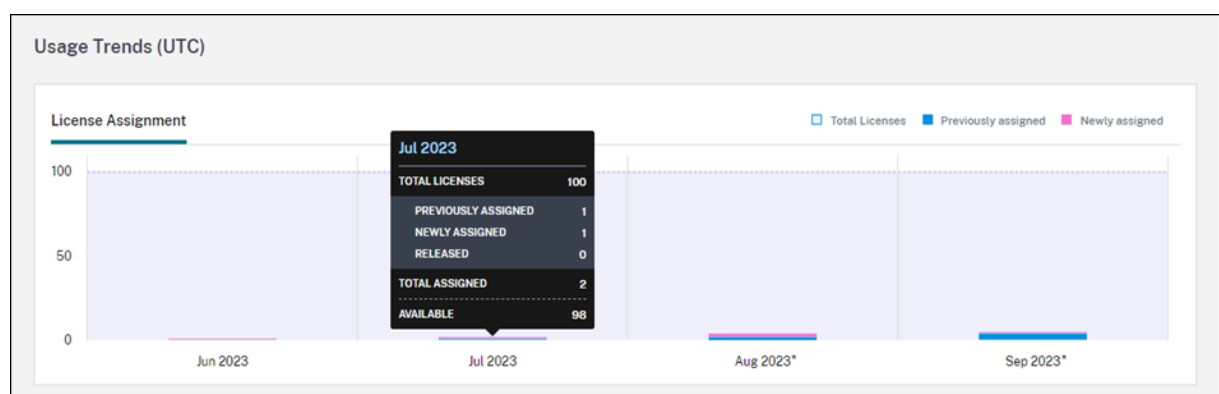 Usage Trends (UTC)
License Assignment
Total Licenses Previously assigned Newly assigned
Jul 2023
TOTAL LICENSES 100
PREVIOUSLY ASSIGNED 1
NEWLY ASSIGNED 1
RELEASED 0
TOTAL ASSIGNED 2
AVAILABLE 98
100
50
0
Jun 2023 Jul 2023 Aug 2023* Sep 2023*